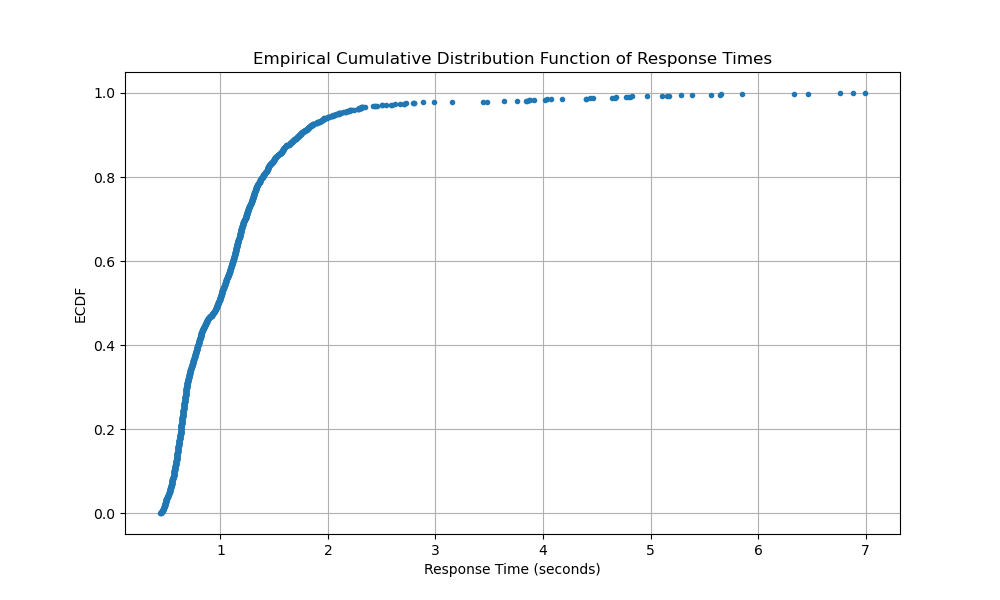 Empirical Cumulative Distribution Function of Response Times
1.0
0.8
0.6
0.4
0.2
0.0
ECDF
1 2 3 4 5 6 7
Response Time (seconds)